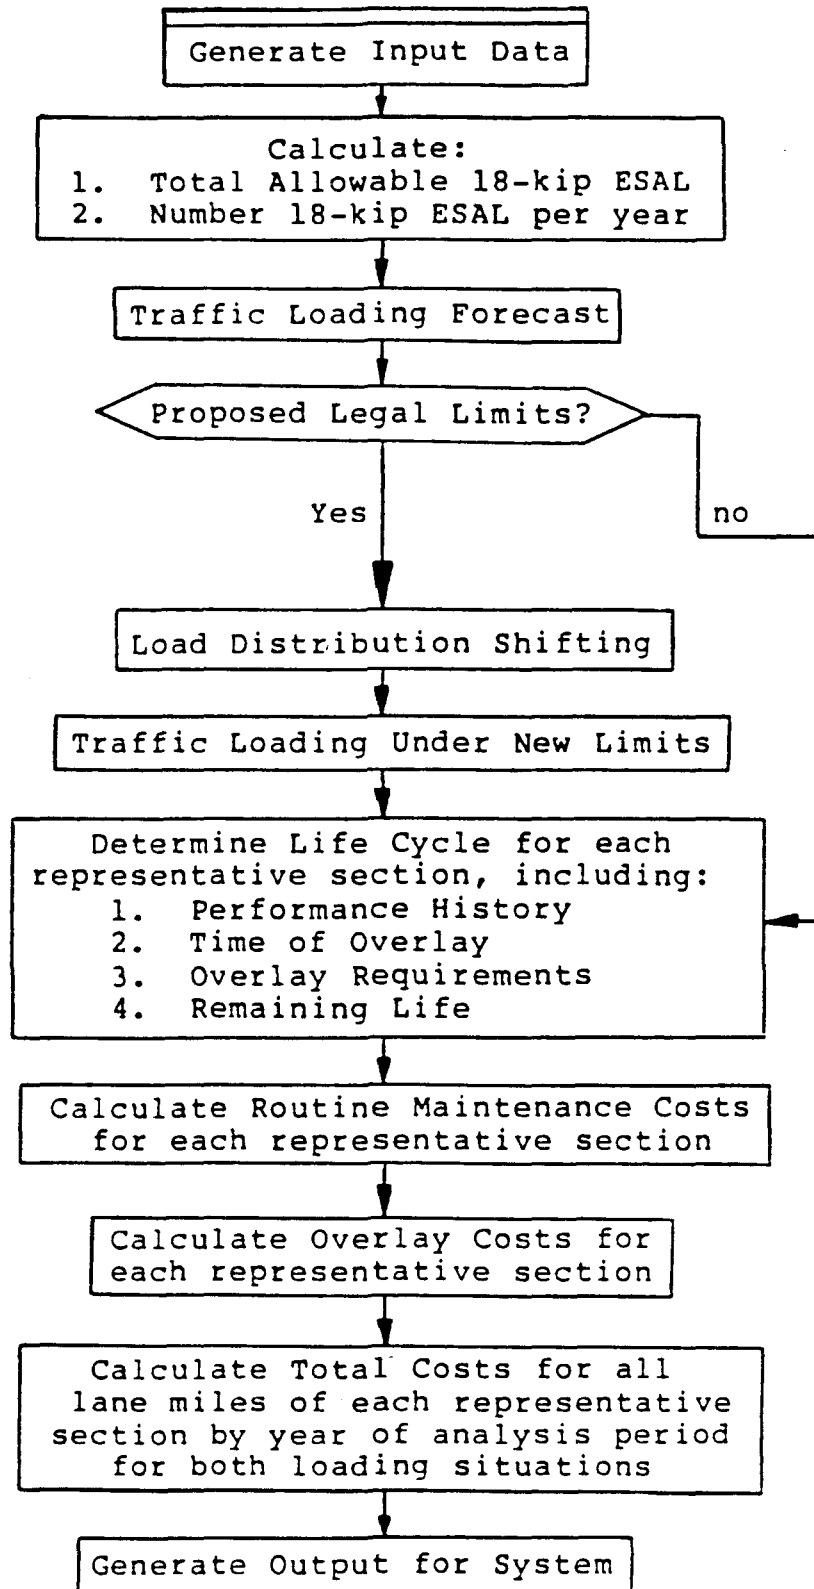 Generate Input Data
Calculate:
1. Total Allowable 18-kip ESAL
2. Number 18-kip ESAL per year
Traffic Loading Forecast
Proposed Legal Limits?
Yes
no
Load Distribution Shifting
Traffic Loading Under New Limits
Determine Life Cycle for each
representative section, including:
1. Performance History
2. Time of Overlay
3. Overlay Requirements
4. Remaining Life
Calculate Routine Maintenance Costs
for each representative section
Calculate Overlay Costs for
each representative section
Calculate Total Costs for all
lane miles of each representative
section by year of analysis period
for both loading situations
Generate Output for System